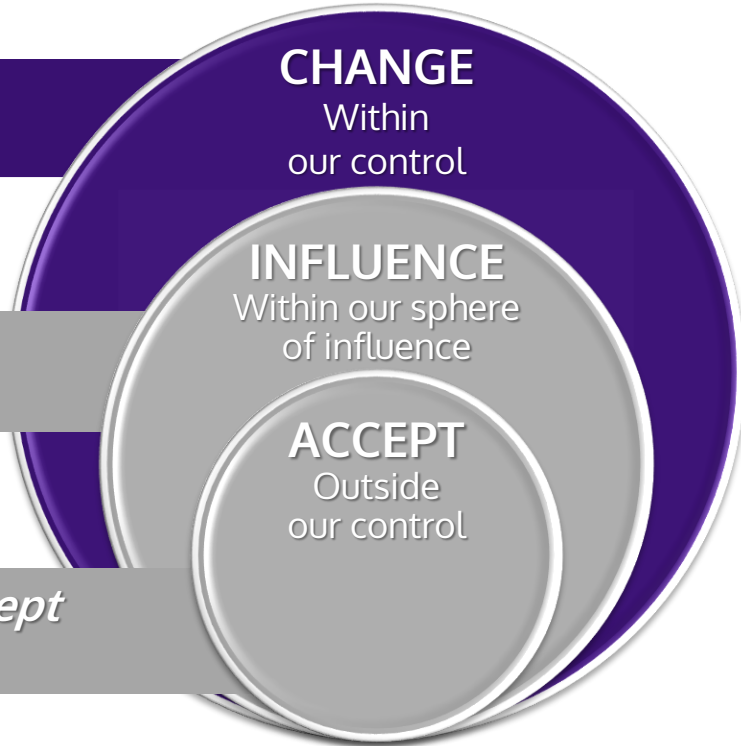 CHANGE
Within
our control
INFLUENCE
Within our sphere
of influence
ACCEPT
Outside
our control
ept